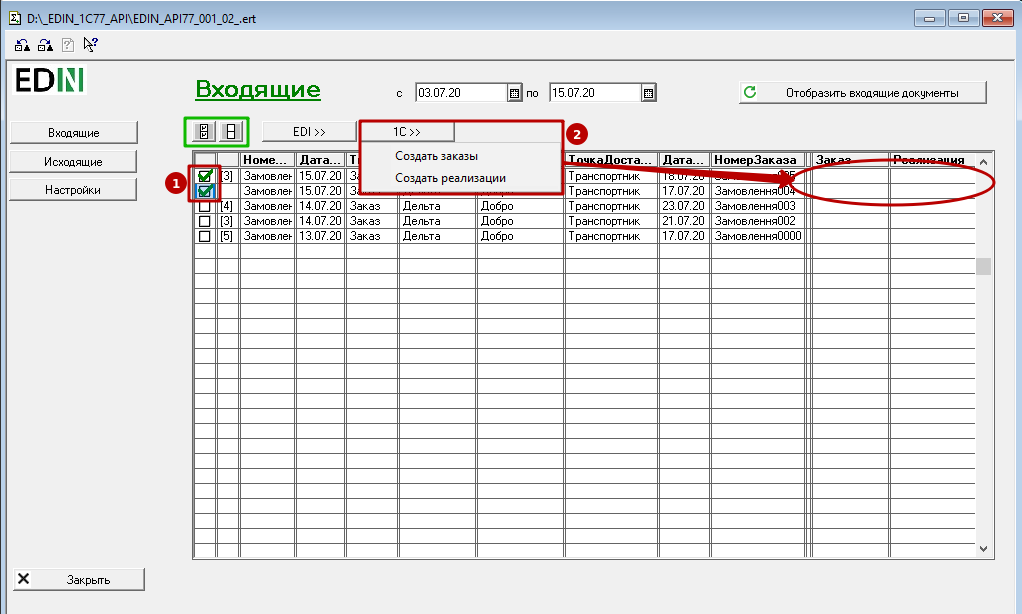 D:\_EDIN_1C77_API\EDIN_API77_001_02_.ert
EDIN
Входящие
с 03.07.20 по 15.07.20
Отобразить входящие документы
Входящие
Исходящие
Настройки
EDI >> 1С >> 2
Создать заказы
Создать реализации
Номе... Дата... ТочкаДоста... Дата... НомерЗаказа Заказ Реализация
1
[3] Замовлен 15.07.20 Транспортник 18.07.20
Замовлен 15.07.20 Транспортник 17.07.20 Замовлення004
[4] Замовлен 14.07.20 Заказ Дельта Добро Транспортник 23.07.20 Замовлення003
[3] Замовлен 14.07.20 Заказ Дельта Добро Транспортник 21.07.20 Замовлення002
[5] Замовлен 13.07.20 Заказ Дельта Добро Транспортник 17.07.20 Замовлення0000
Закрыть